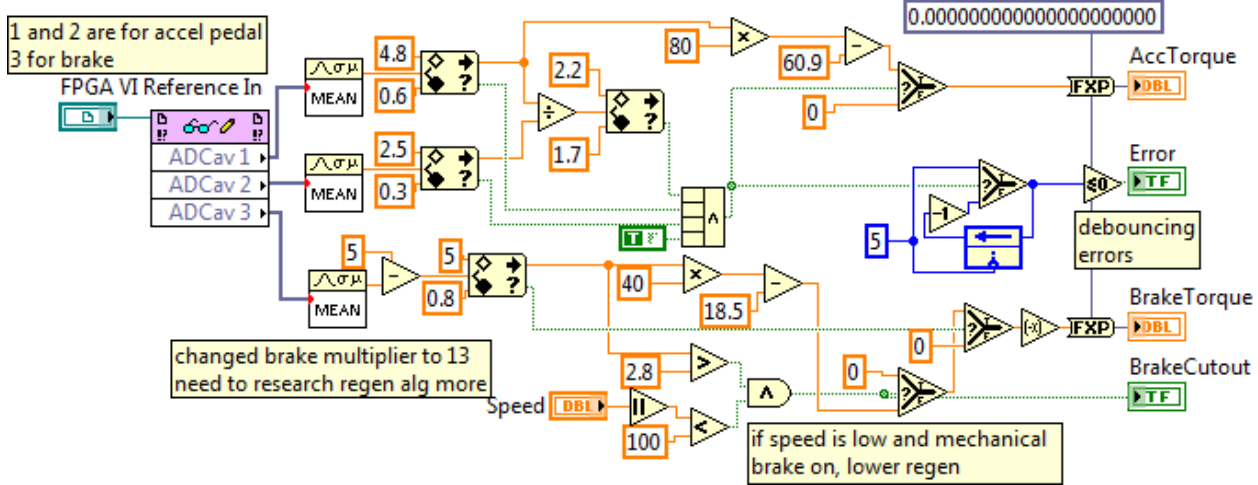 1 and 2 are for accel pedal
3 for brake
FPGA VI Reference In
ADCav 1
ADCav 2
ADCav 3
MEAN
4.8
0.6
MEAN
2.5
0.3
2.2
1.7
80
60.9
0
0.000000000000000000000
FXP
AccTorque
DBL
T
5
-1
≤0
Error
TF
debouncing
errors
MEAN
5
5
0.8
40
18.5
0
FXP
BrakeTorque
DBL
changed brake multiplier to 13
need to research regen alg more
2.8
Speed
DBL
100
0
BrakeCutout
TF
if speed is low and mechanical
brake on, lower regen